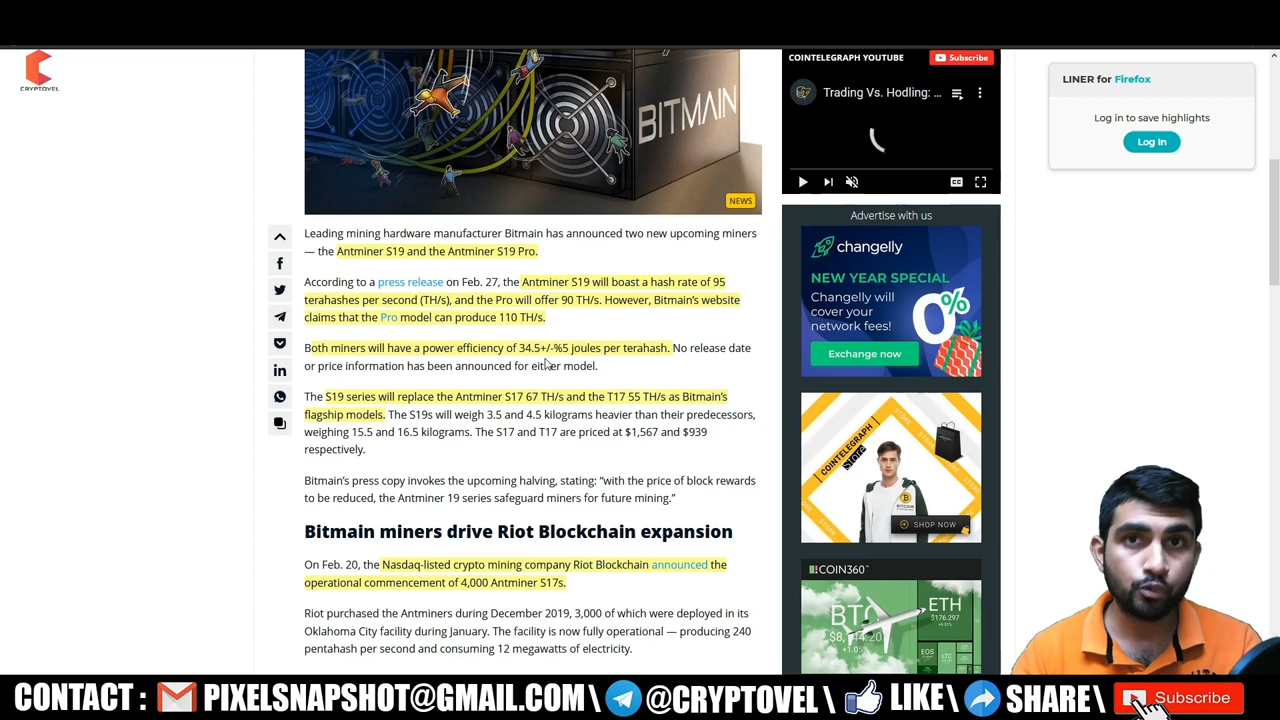 CRYPTOVEL
BITMAIN
NEWS
Leading mining hardware manufacturer Bitmain has announced two new upcoming miners
— the Antminer S19 and the Antminer S19 Pro.
According to a press release on Feb. 27, the Antminer S19 will boast a hash rate of 95
terahashes per second (TH/s), and the Pro will offer 90 TH/s. However, Bitmain's website
claims that the Pro model can produce 110 TH/s.
Both miners will have a power efficiency of 34.5+/-%5 joules per terahash. No release date
or price information has been announced for either model.
The S19 series will replace the Antminer S17 67 TH/s and the T17 55 TH/s as Bitmain's
flagship models. The S19s will weigh 3.5 and 4.5 kilograms heavier than their predecessors,
weighing 15.5 and 16.5 kilograms. The S17 and T17 are priced at $1,567 and $939
respectively.
Bitmain's press copy invokes the upcoming halving, stating: “with the price of block rewards
to be reduced, the Antminer 19 series safeguard miners for future mining.”
Bitmain miners drive Riot Blockchain expansion
On Feb. 20, the Nasdaq-listed crypto mining company Riot Blockchain announced the
operational commencement of 4,000 Antminer S17s.
Riot purchased the Antminers during December 2019, 3,000 of which were deployed in its
Oklahoma City facility during January. The facility is now fully operational — producing 240
pentahash per second and consuming 12 megawatts of electricity.
COINTELEGRAPH YOUTUBE
Subscribe
Trading Vs. Hodling: ...
Advertise with us
changelly
NEW YEAR SPECIAL
Changelly will
cover your
network fees!
0%
Exchange now
STORE
COINTELEGRAPH
Store
BITCOIN
SHOP NOW
COIN360
BTC
ETH
$176.297
EOS
LTC
LINER for Firefox
Log in to save highlights
Log In
CONTACT : PIXELSNAPSHOT@GMAIL.COM\ @CRYPTOVEL\ LIKE\ SHARE\ Subscribe